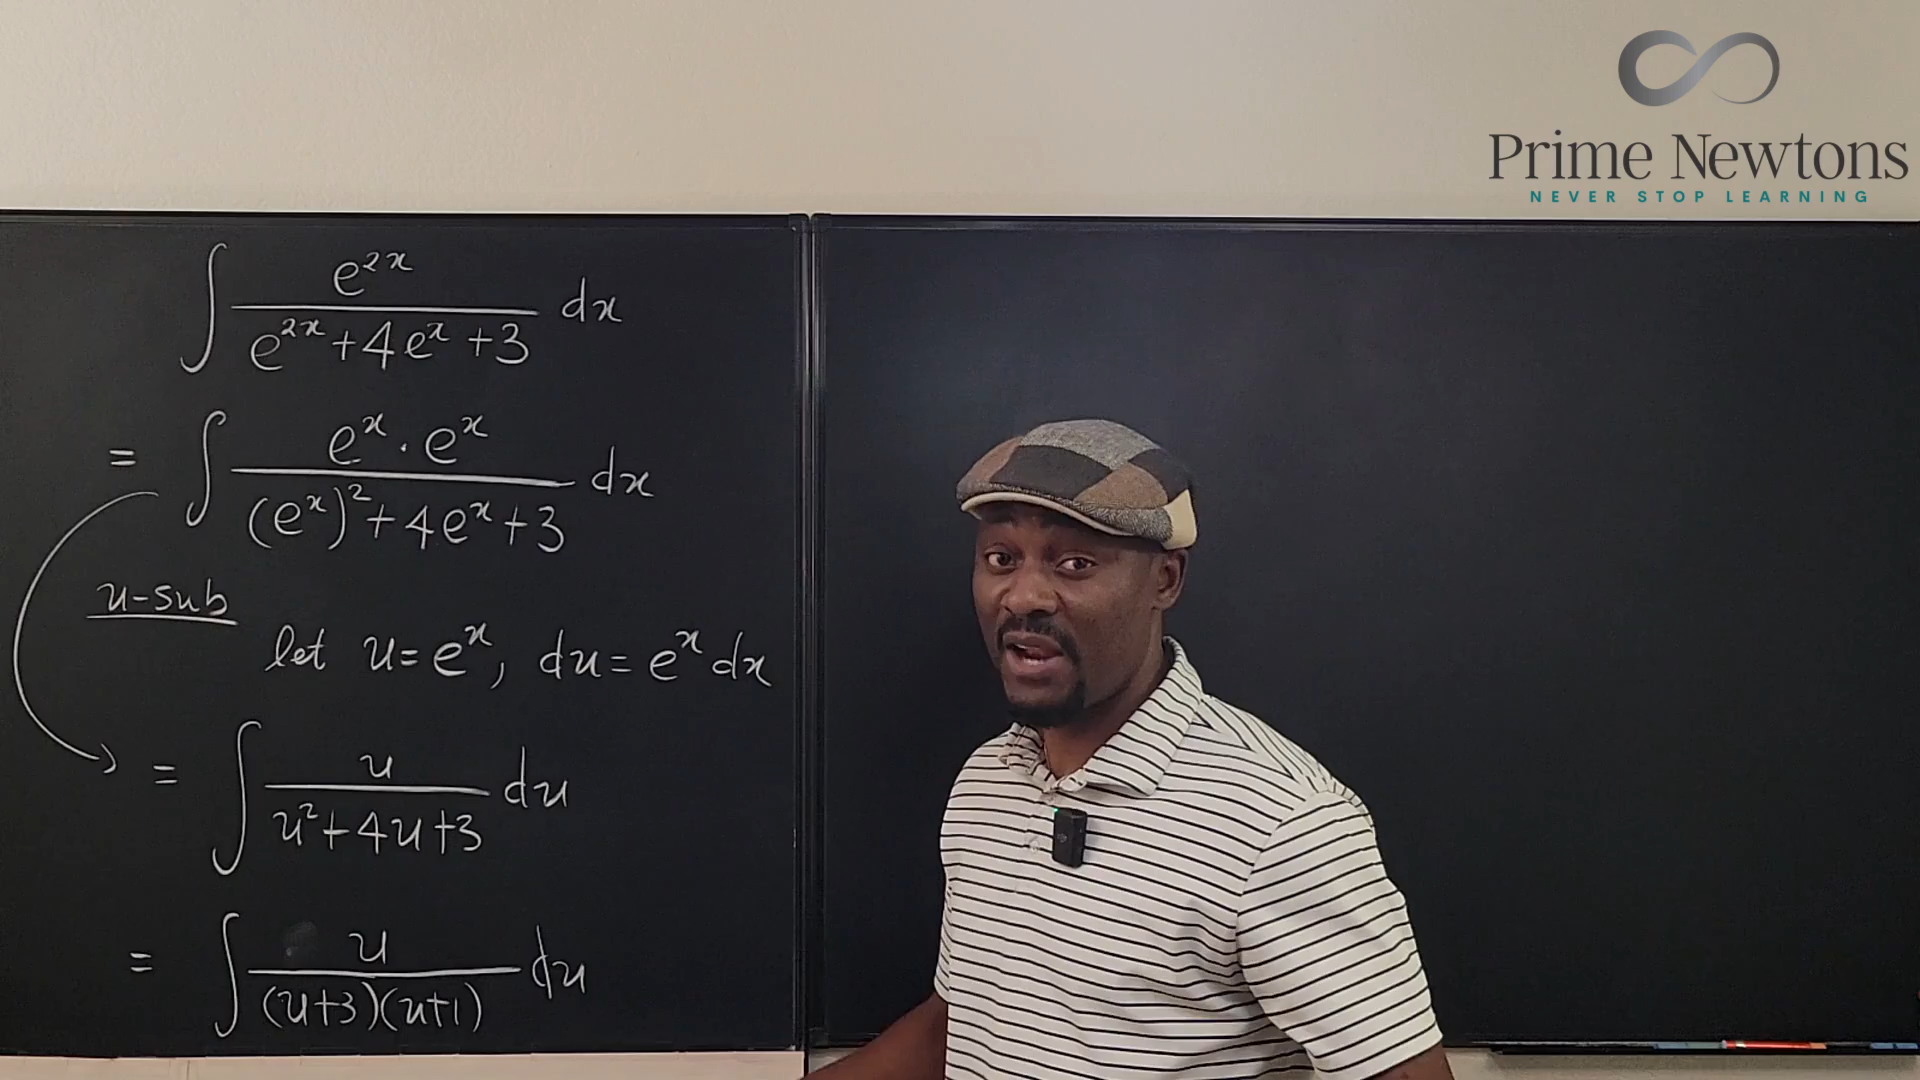 Prime Newtons
NEVER STOP LEARNING
∫ e^{2x} / (e^{2x} + 4e^x + 3) dx
= ∫ e^x · e^x / ((e^x)^2 + 4e^x + 3) dx
u-sub
let u = e^x, du = e^x dx
= ∫ u / (u^2 + 4u + 3) du
= ∫ u / ((u+3)(u+1)) du